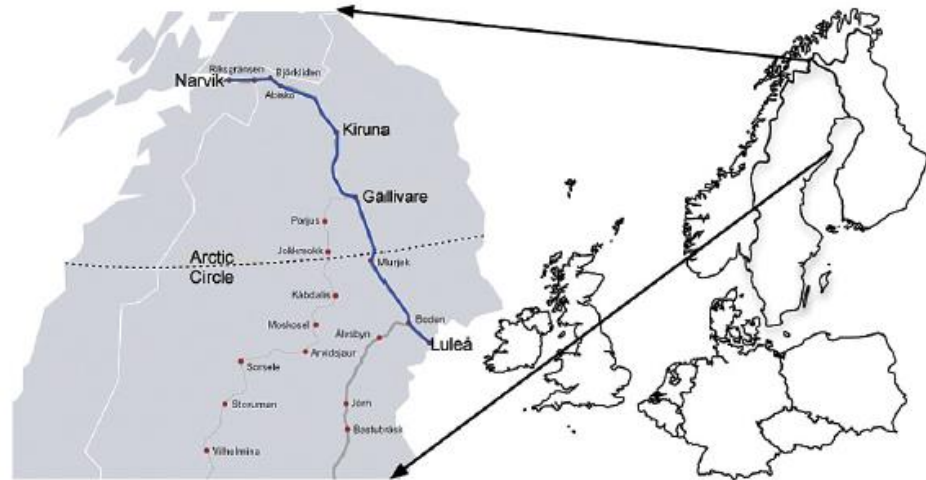 Riksgränsen
Björkliden
Narvik
Abisko
Kiruna
Gällivare
Porjus
Jokkmokk
Arctic
Circle
Murjek
Kåbdalis
Moskosel
Boden
Älvsbyn
Luleå
Arvidsjaur
Sorsele
Storuman
Jörn
Bastuträsk
Vilhelmina